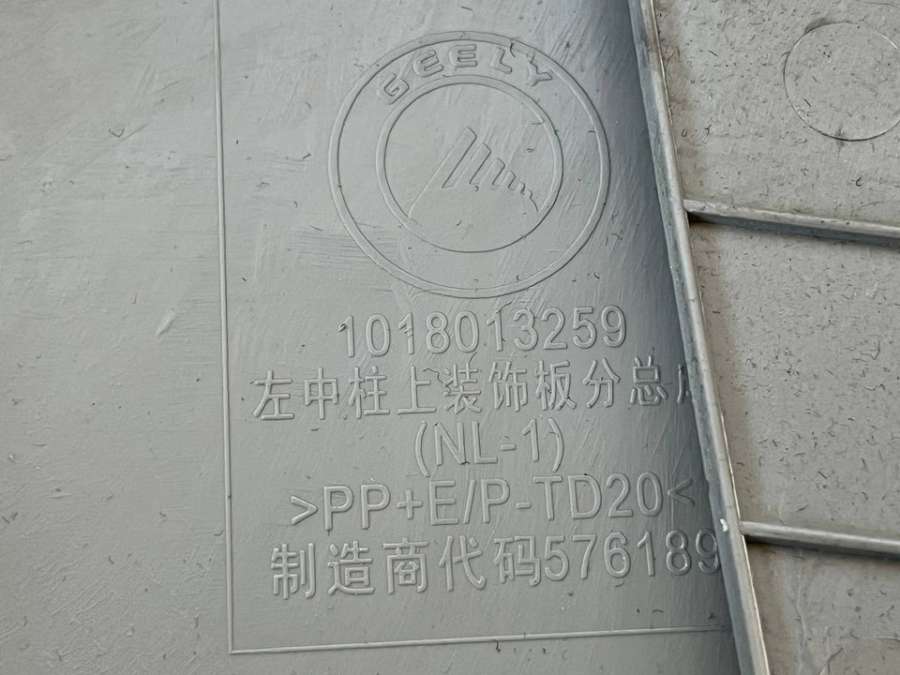 GEELY
1018013259
左中柱上装饰板分总
(NL-1)
>PP+E/P-TD20<
制造商代码576189